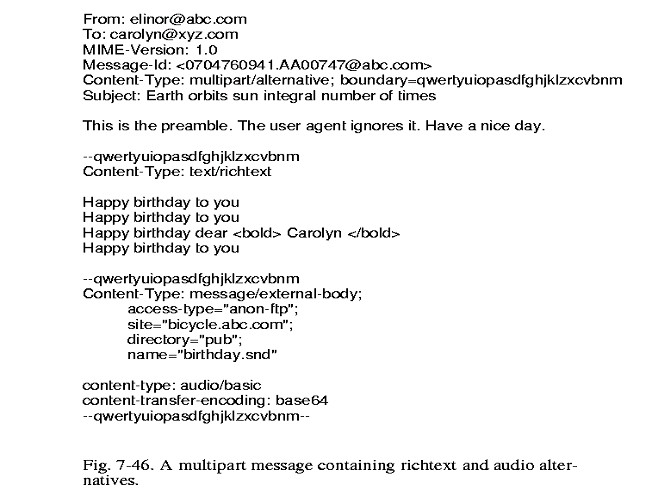 From: elinor@abc.com
To: carolyn@xyz.com
MIME-Version: 1.0
Message-Id: <0704760941.AA00747@abc.com>
Content-Type: multipart/alternative; boundary=qwertyuiopasdfghjklzxcvbnm
Subject: Earth orbits sun integral number of times
This is the preamble. The user agent ignores it. Have a nice day.
--qwertyuiopasdfghjklzxcvbnm
Content-Type: text/richtext
Happy birthday to you
Happy birthday to you
Happy birthday dear <bold> Carolyn </bold>
Happy birthday to you
--qwertyuiopasdfghjklzxcvbnm
Content-Type: message/external-body;
access-type="anon-ftp";
site="bicycle.abc.com";
directory="pub";
name="birthday.snd"
content-type: audio/basic
content-transfer-encoding: base64
--qwertyuiopasdfghjklzxcvbnm--
Fig. 7-46. A multipart message containing richtext and audio alter-
natives.